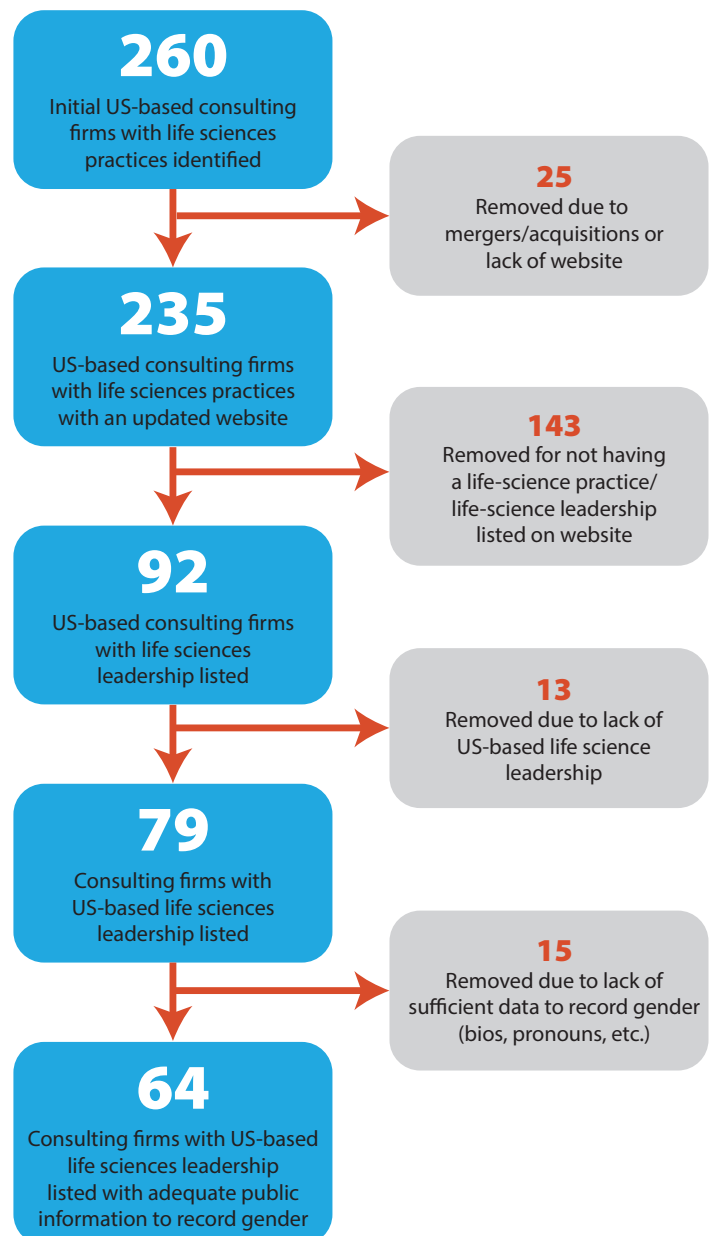 260
Initial US-based consulting
firms with life sciences
practices identified
25
Removed due to
mergers/acquisitions or
lack of website
235
US-based consulting firms
with life sciences practices
with an updated website
143
Removed for not having
a life-science practice/
life-science leadership
listed on website
92
US-based consulting firms
with life sciences
leadership listed
13
Removed due to lack of
US-based life science
leadership
79
Consulting firms with
US-based life sciences
leadership listed
15
Removed due to lack of
sufficient data to record gender
(bios, pronouns, etc.)
64
Consulting firms with US-based
life sciences leadership
listed with adequate public
information to record gender